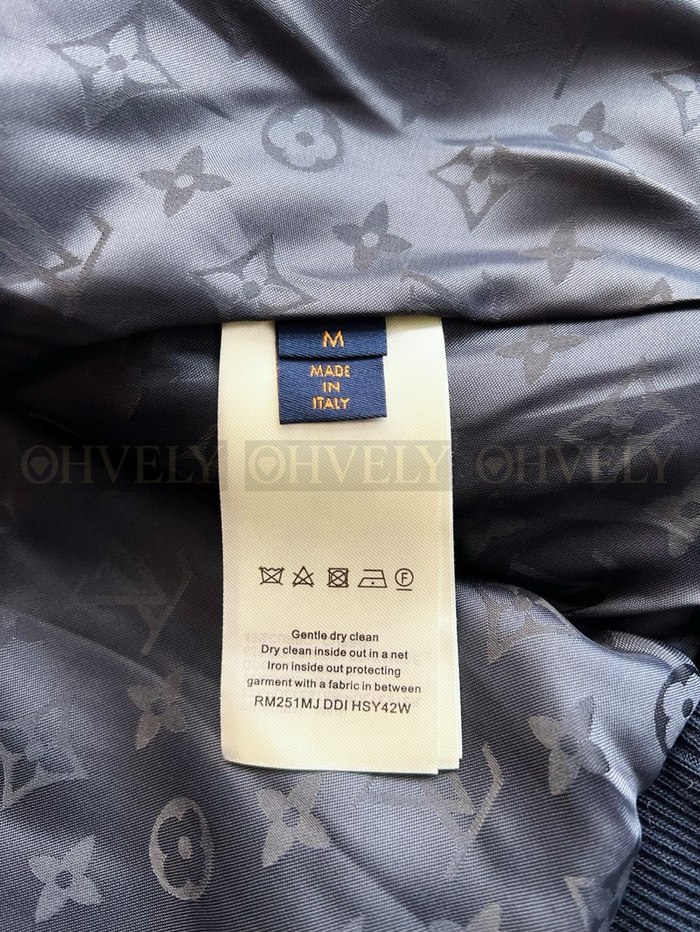 M
MADE
IN
ITALY
OHVELY OHVELY OHVELY
Gentle dry clean
Dry clean inside out in a net
Iron inside out protecting
garment with a fabric in between
RM251MJ DDI HSY42W